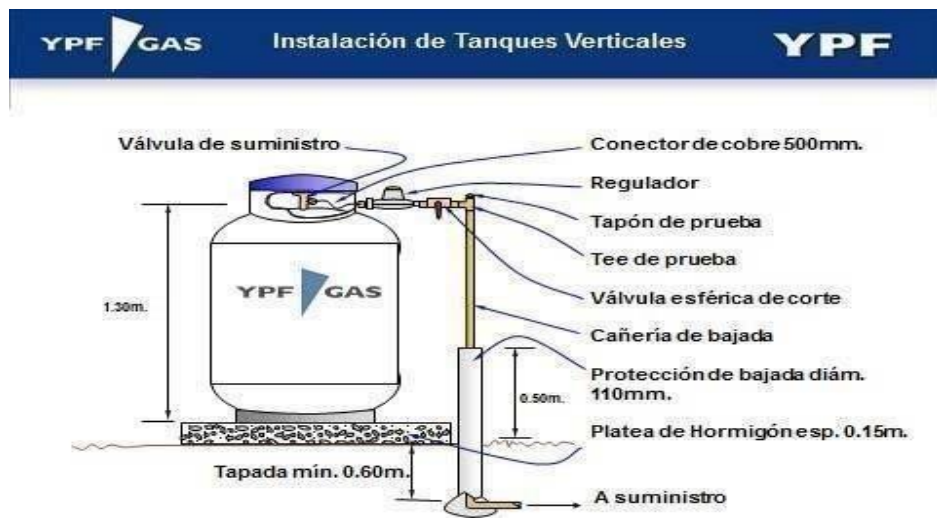 YPF GAS
Instalación de Tanques Verticales
YPF
Válvula de suministro
Conector de cobre 500mm.
Regulador
Tapón de prueba
Tee de prueba
YPF GAS
Válvula esférica de corte
1.30m.
Cañería de bajada
Protección de bajada diám.
110mm.
0.50m.
Platea de Hormigón esp. 0.15m.
Tapada mín. 0.60m.
A suministro